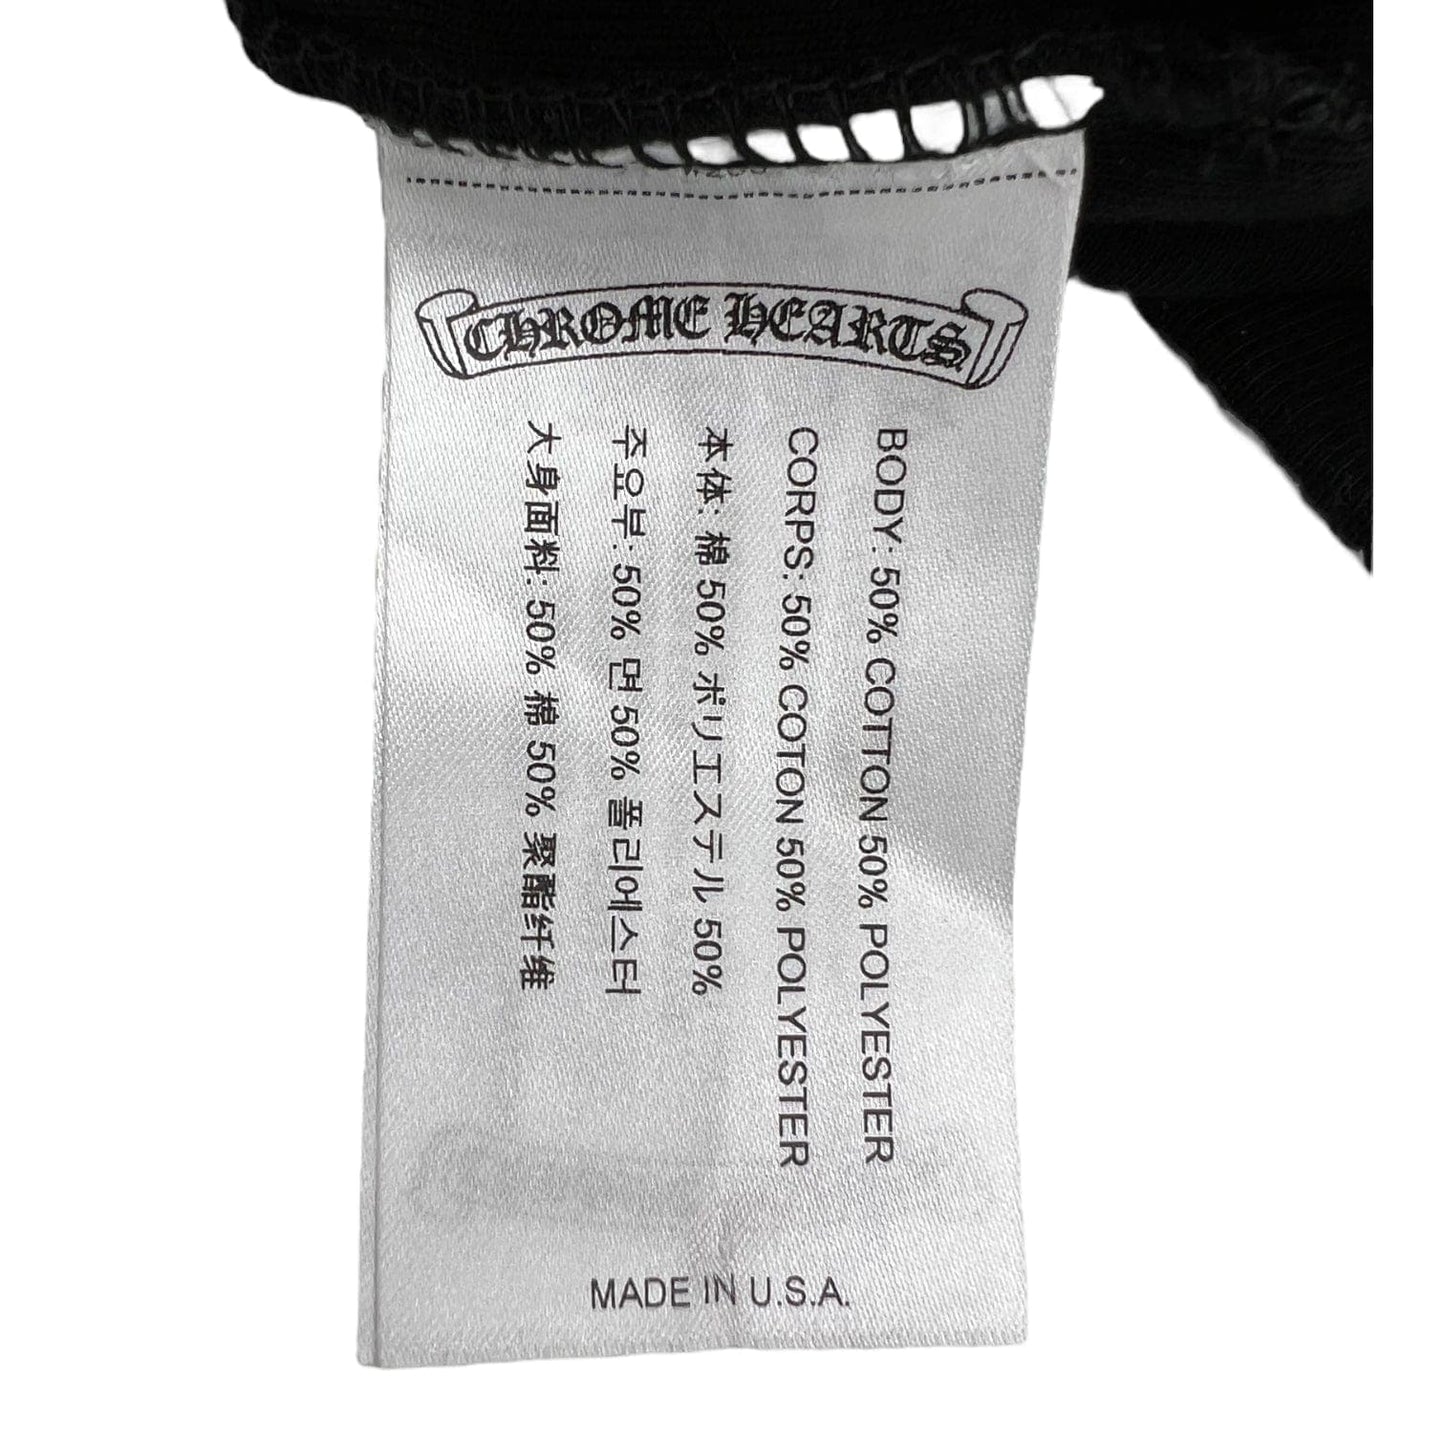 CHROME HEARTS
BODY: 50% COTTON 50% POLYESTER
CORPS: 50% COTON 50% POLYESTER
本体: 棉 50% ポリエステル 50%
주요부: 50% 면 50% 폴리에스터
大身面料: 50% 棉 50% 聚酯纤维
MADE IN U.S.A.